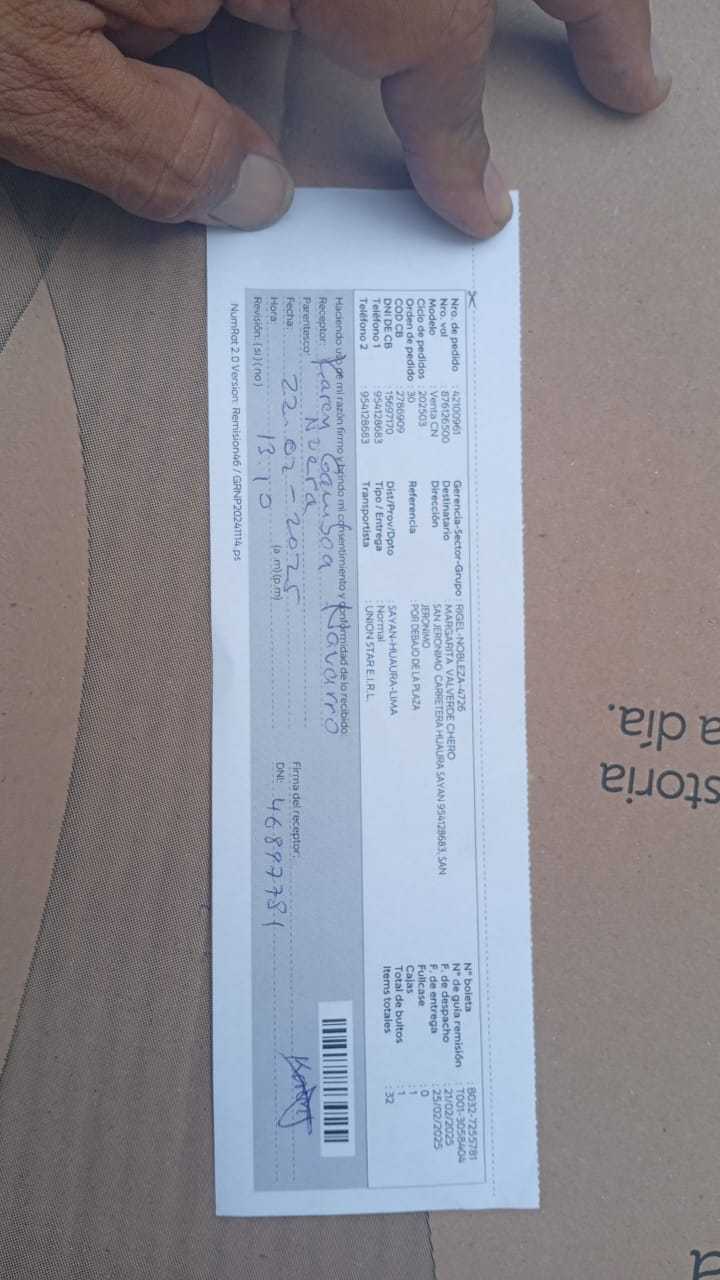 Nro. de pedido : 42100961
Nro. vol : 876126500
Modelo Venta CN
Ciclo de pedidos : 202503
Orden de pedido 30
COD CB : 2786909
DNI DE CB : 15697170
Teléfono 1 : 954128683
Teléfono 2 : 954128683
Gerencia-Sector-Grupo : RIGEL-NOBLEZA-4726
Destinatario MARGARITA VALVERDE CHERO
Dirección SAN JERONIMO CARRETERA HUAURA SAYAN 954128683, SAN
JERONIMO
Referencia : POR DEBAJO DE LA PLAZA
Dist/Prov/Dpto SAYAN-HUAURA-LIMA
Tipo / Entrega : Normal
Transportista : UNION STAR E.I.R.L.
N° boleta : B032-7255781
N° de guía remisión : T001-3058404
F. de despacho : 21/02/2025
F. de entrega : 25/02/2025
Fullcase : 0
Cajas : 1
Total de bultos : 1
Items totales : 32
Haciendo uso de mi razón firmo y brindo mi consentimiento y conformidad de lo recibido:
Receptor: Karen Gamboa Navarro
Parentesco: Nuera
Fecha: 22-02-2025
Hora: 13:10 (a.m)(p.m)
Revisión: (si)(no)
Firma del receptor:
DNI: 46897781
NumRot 2.0 Version: Remision46 / GRNP20241114.ps
storia
a día.
a